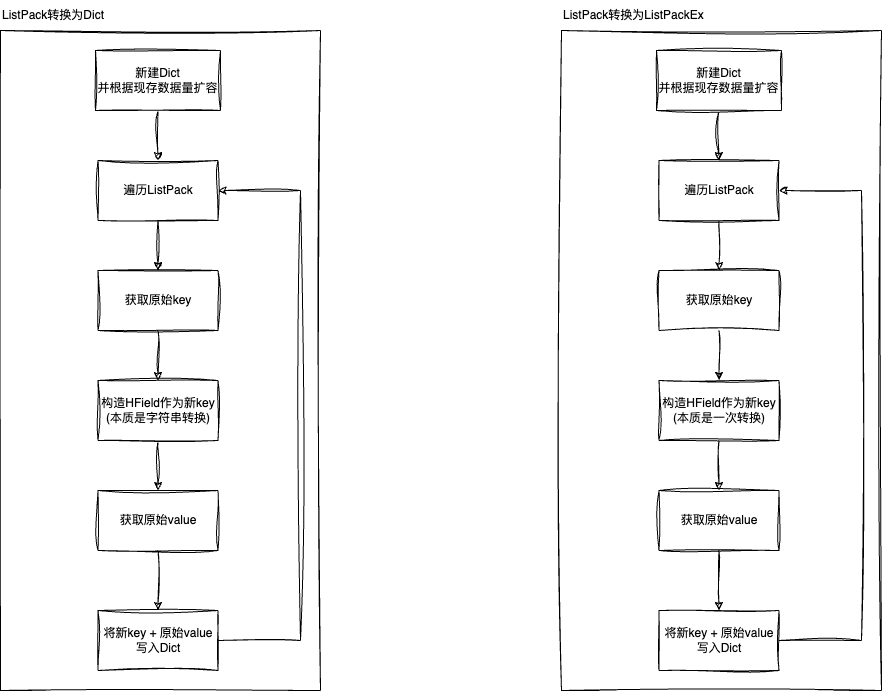 ListPack转换为Dict
新建Dict
并根据现存数据量扩容
遍历ListPack
获取原始key
构造HField作为新key
(本质是字符串转换)
获取原始value
将新key + 原始value
写入Dict
ListPack转换为ListPackEx
新建Dict
并根据现存数据量扩容
遍历ListPack
获取原始key
构造HField作为新key
(本质是一次转换)
获取原始value
将新key + 原始value
写入Dict